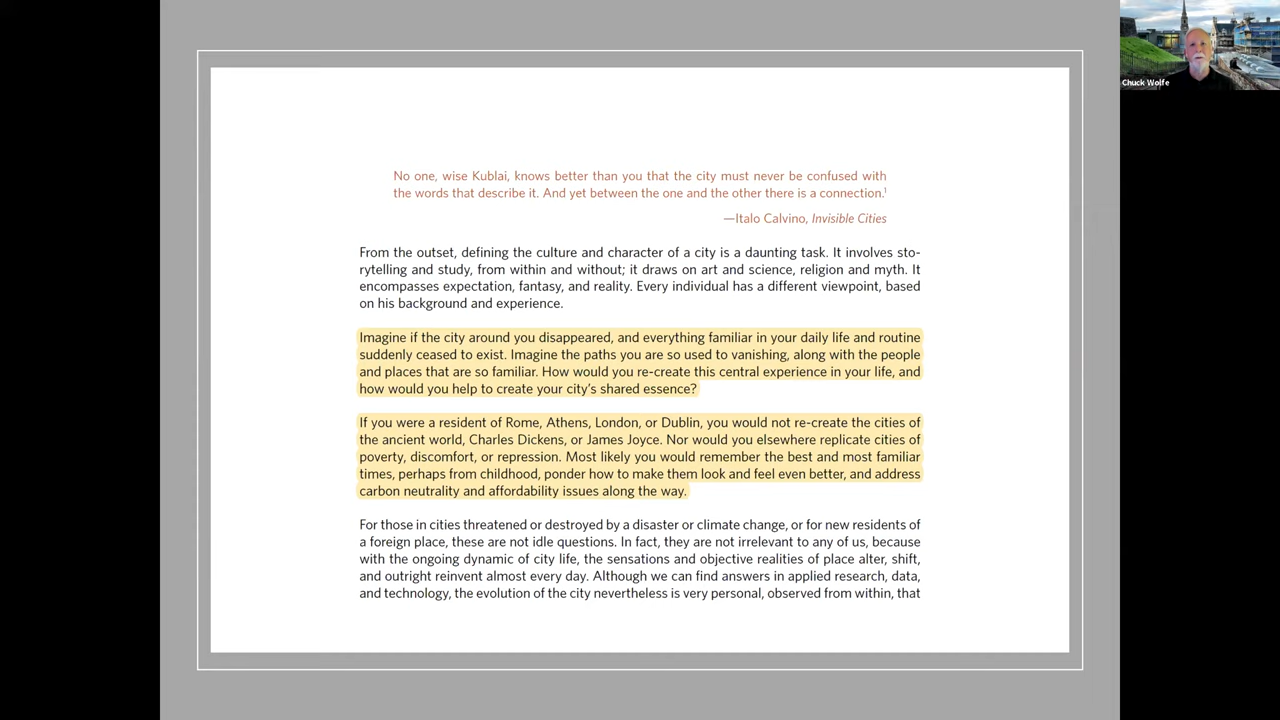 Chuck Wolfe
No one, wise Kublai, knows better than you that the city must never be confused with
the words that describe it. And yet between the one and the other there is a connection.¹
—Italo Calvino, Invisible Cities
From the outset, defining the culture and character of a city is a daunting task. It involves sto-
rytelling and study, from within and without; it draws on art and science, religion and myth. It
encompasses expectation, fantasy, and reality. Every individual has a different viewpoint, based
on his background and experience.
Imagine if the city around you disappeared, and everything familiar in your daily life and routine
suddenly ceased to exist. Imagine the paths you are so used to vanishing, along with the people
and places that are so familiar. How would you re-create this central experience in your life, and
how would you help to create your city’s shared essence?
If you were a resident of Rome, Athens, London, or Dublin, you would not re-create the cities of
the ancient world, Charles Dickens, or James Joyce. Nor would you elsewhere replicate cities of
poverty, discomfort, or repression. Most likely you would remember the best and most familiar
times, perhaps from childhood, ponder how to make them look and feel even better, and address
carbon neutrality and affordability issues along the way.
For those in cities threatened or destroyed by a disaster or climate change, or for new residents of
a foreign place, these are not idle questions. In fact, they are not irrelevant to any of us, because
with the ongoing dynamic of city life, the sensations and objective realities of place alter, shift,
and outright reinvent almost every day. Although we can find answers in applied research, data,
and technology, the evolution of the city nevertheless is very personal, observed from within, that